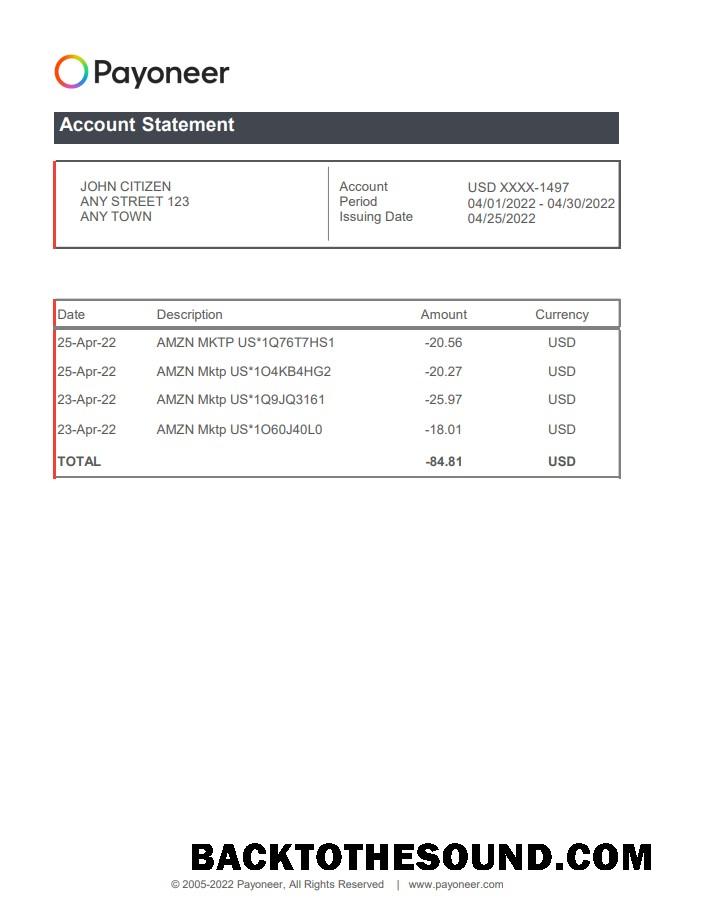 Payoneer
Account Statement
JOHN CITIZEN
ANY STREET 123
ANY TOWN
Account USD XXXX-1497
Period 04/01/2022 - 04/30/2022
Issuing Date 04/25/2022
Date Description Amount Currency
25-Apr-22 AMZN MKTP US*1Q76T7HS1 -20.56 USD
25-Apr-22 AMZN Mktp US*1O4KB4HG2 -20.27 USD
23-Apr-22 AMZN Mktp US*1Q9JQ3161 -25.97 USD
23-Apr-22 AMZN Mktp US*1O60J40L0 -18.01 USD
TOTAL -84.81 USD
BACKTOTHESOUND.COM
© 2005-2022 Payoneer, All Rights Reserved | www.payoneer.com